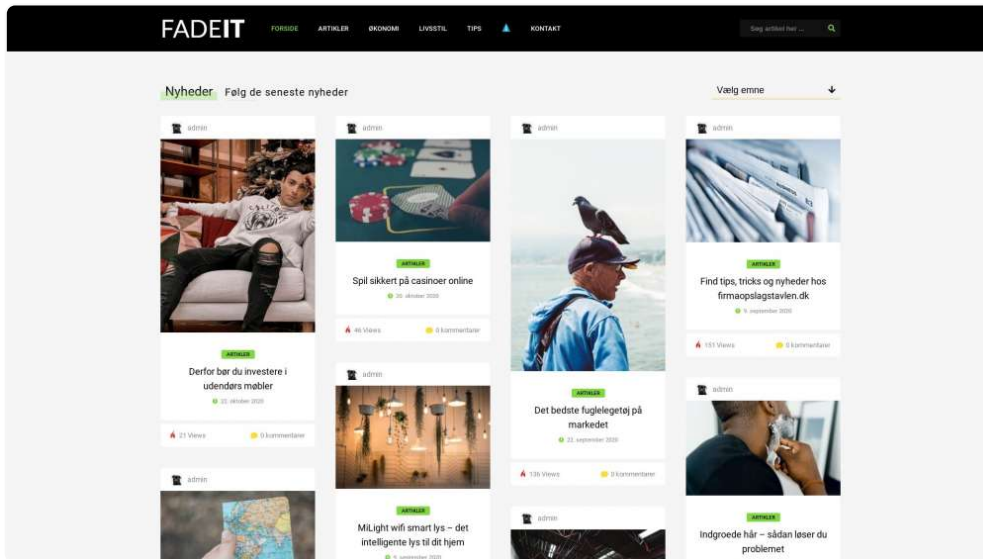 FADEIT
FORSIDE ARTIKLER ØKONOMI LIVSSTIL TIPS KONTAKT
Søg artikel her ...
Nyheder Følg de seneste nyheder
Vælg emne
admin
ARTIKLER
Derfor bør du investere i
udendørs møbler
22. oktober 2020
21 Views 0 kommentarer
admin
admin
ARTIKLER
Spil sikkert på casinoer online
20. oktober 2020
46 Views 0 kommentarer
admin
ARTIKLER
MiLight wifi smart lys – det
intelligente lys til dit hjem
9. september 2020
admin
ARTIKLER
Det bedste fuglelegetøj på
markedet
22. september 2020
136 Views 0 kommentarer
admin
admin
ARTIKLER
Find tips, tricks og nyheder hos
firmaopslagstavlen.dk
9. september 2020
151 Views 0 kommentarer
admin
ARTIKLER
Indgroede hår – sådan løser du
problemet